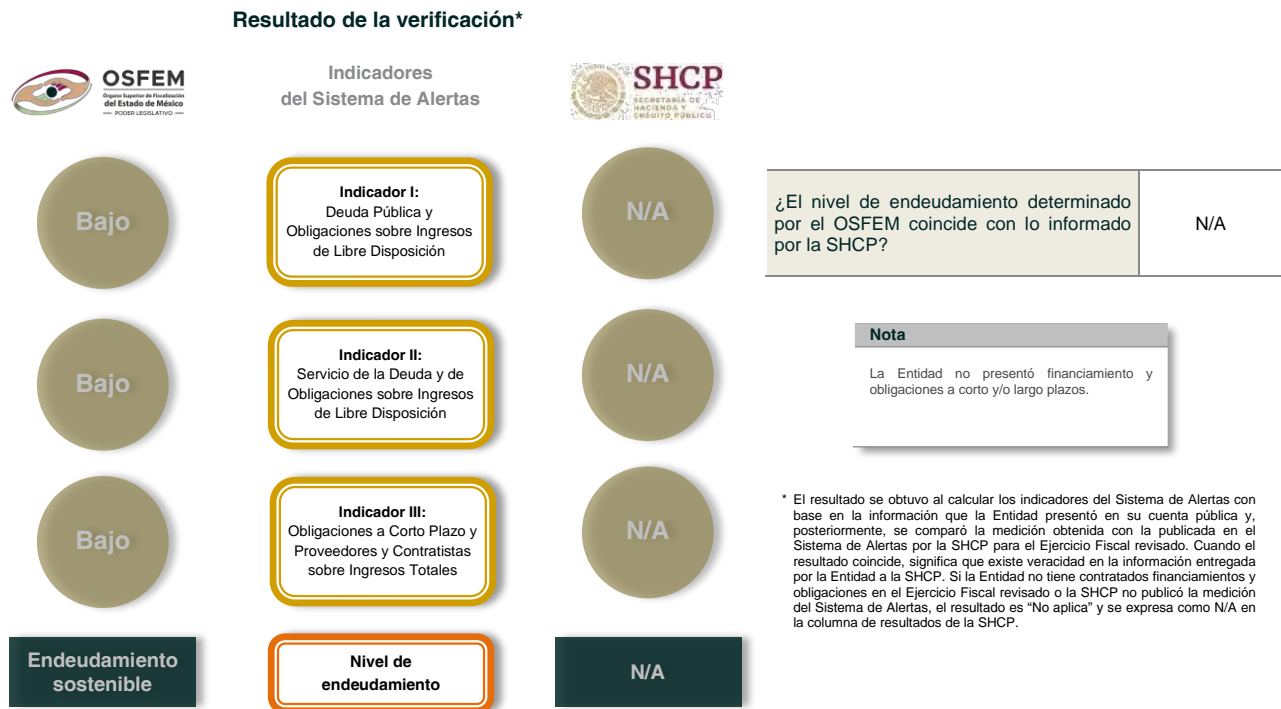 Resultado de la verificación*
OSFEM
Órgano Superior de Fiscalización
del Estado de México
PODER LEGISLATIVO
Indicadores
del Sistema de Alertas
SHCP
SECRETARÍA DE
HACIENDA Y
CRÉDITO PÚBLICO
Bajo
Indicador I:
Deuda Pública y
Obligaciones sobre Ingresos
de Libre Disposición
N/A
Bajo
Indicador II:
Servicio de la Deuda y de
Obligaciones sobre Ingresos
de Libre Disposición
N/A
Bajo
Indicador III:
Obligaciones a Corto Plazo y
Proveedores y Contratistas
sobre Ingresos Totales
N/A
Endeudamiento
sostenible
Nivel de
endeudamiento
N/A
¿El nivel de endeudamiento determinado
por el OSFEM coincide con lo informado
por la SHCP?
N/A
Nota
La Entidad no presentó financiamiento y
obligaciones a corto y/o largo plazos.
* El resultado se obtuvo al calcular los indicadores del Sistema de Alertas con
base en la información que la Entidad presentó en su cuenta pública y,
posteriormente, se comparó la medición obtenida con la publicada en el
Sistema de Alertas por la SHCP para el Ejercicio Fiscal revisado. Cuando el
resultado coincide, significa que existe veracidad en la información entregada
por la Entidad a la SHCP. Si la Entidad no tiene contratados financiamientos y
obligaciones en el Ejercicio Fiscal revisado o la SHCP no publicó la medición
del Sistema de Alertas, el resultado es “No aplica” y se expresa como N/A en
la columna de resultados de la SHCP.